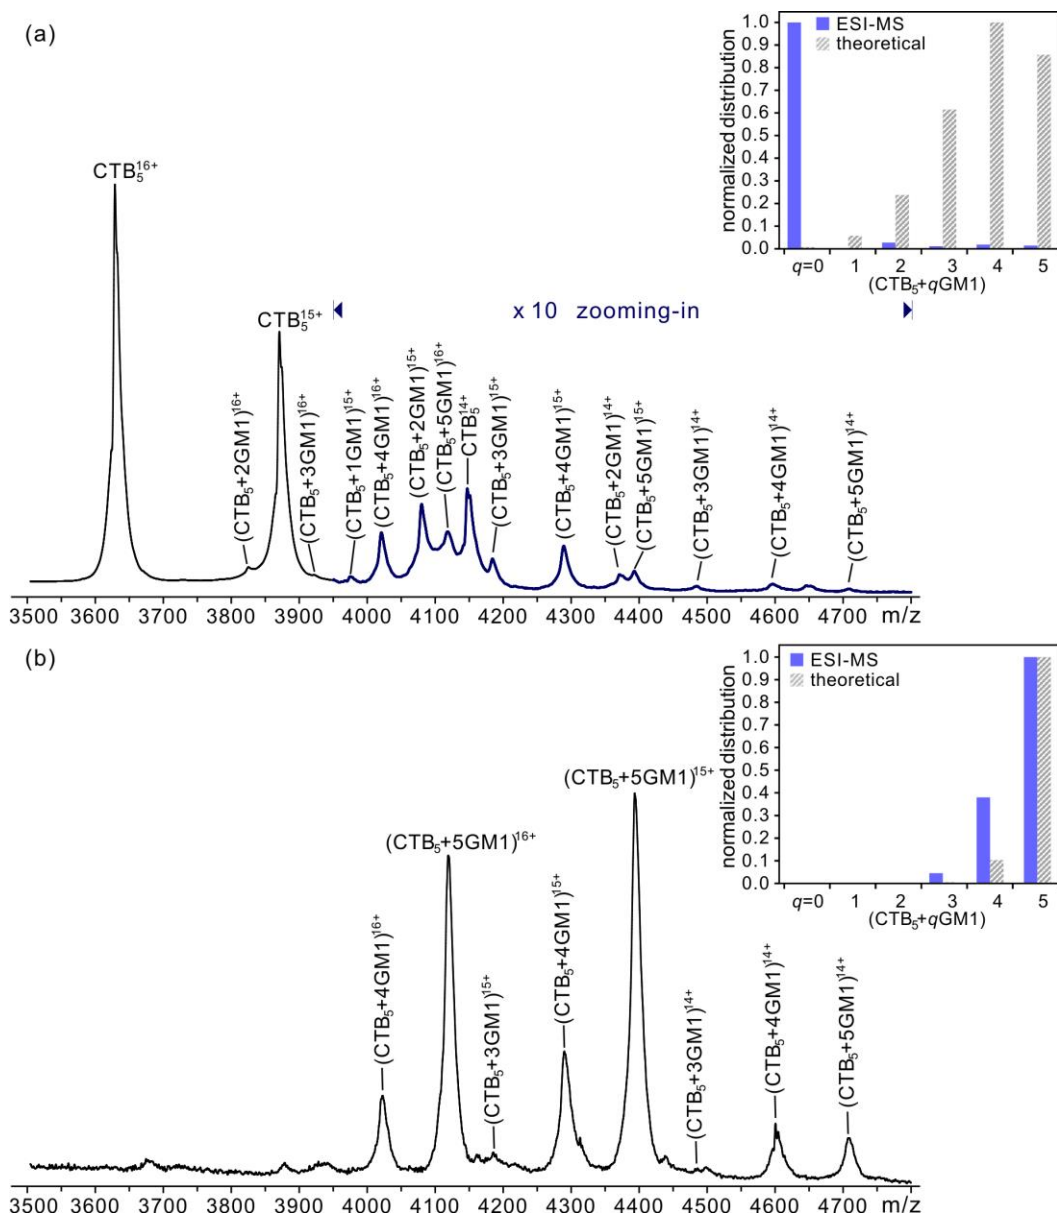 (a)
1.0
0.9
0.8
0.7
0.6
0.5
0.4
0.3
0.2
0.1
0.0
normalized distribution
ESI-MS
theoretical
q=0 1 2 3 4 5
(CTB₅+qGM1)
CTB₅¹⁶⁺
(CTB₅+2GM1)¹⁶⁺
CTB₅¹⁵⁺
(CTB₅+3GM1)¹⁶⁺
x 10 zooming-in
(CTB₅+1GM1)¹⁵⁺
(CTB₅+4GM1)¹⁶⁺
(CTB₅+2GM1)¹⁵⁺
(CTB₅+5GM1)¹⁶⁺
CTB₅¹⁴⁺
(CTB₅+3GM1)¹⁵⁺
(CTB₅+4GM1)¹⁵⁺
(CTB₅+2GM1)¹⁴⁺
(CTB₅+5GM1)¹⁵⁺
(CTB₅+3GM1)¹⁴⁺
(CTB₅+4GM1)¹⁴⁺
(CTB₅+5GM1)¹⁴⁺
3500 3600 3700 3800 3900 4000 4100 4200 4300 4400 4500 4600 4700 m/z
(b)
1.0
0.9
0.8
0.7
0.6
0.5
0.4
0.3
0.2
0.1
0.0
normalized distribution
ESI-MS
theoretical
q=0 1 2 3 4 5
(CTB₅+qGM1)
(CTB₅+4GM1)¹⁶⁺
(CTB₅+5GM1)¹⁶⁺
(CTB₅+3GM1)¹⁵⁺
(CTB₅+4GM1)¹⁵⁺
(CTB₅+5GM1)¹⁵⁺
(CTB₅+3GM1)¹⁴⁺
(CTB₅+4GM1)¹⁴⁺
(CTB₅+5GM1)¹⁴⁺
3500 3600 3700 3800 3900 4000 4100 4200 4300 4400 4500 4600 4700 m/z